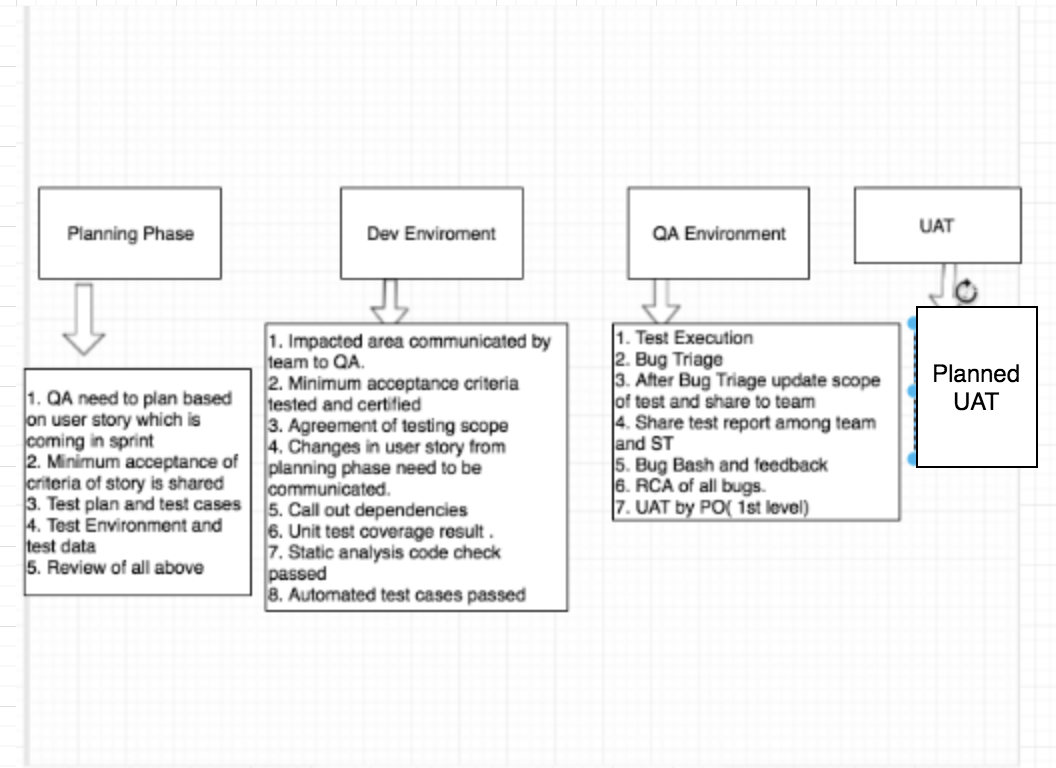 Planning Phase
Dev Enviroment
QA Environment
UAT
1. QA need to plan based
on user story which is
coming in sprint
2. Minimum acceptance of
criteria of story is shared
3. Test plan and test cases
4. Test Environment and
test data
5. Review of all above
1. Impacted area communicated by
team to QA.
2. Minimum acceptance criteria
tested and certified
3. Agreement of testing scope
4. Changes in user story from
planning phase need to be
communicated.
5. Call out dependencies
6. Unit test coverage result .
7. Static analysis code check
passed
8. Automated test cases passed
1. Test Execution
2. Bug Triage
3. After Bug Triage update scope
of test and share to team
4. Share test report among team
and ST
5. Bug Bash and feedback
6. RCA of all bugs.
7. UAT by PO( 1st level)
Planned
UAT